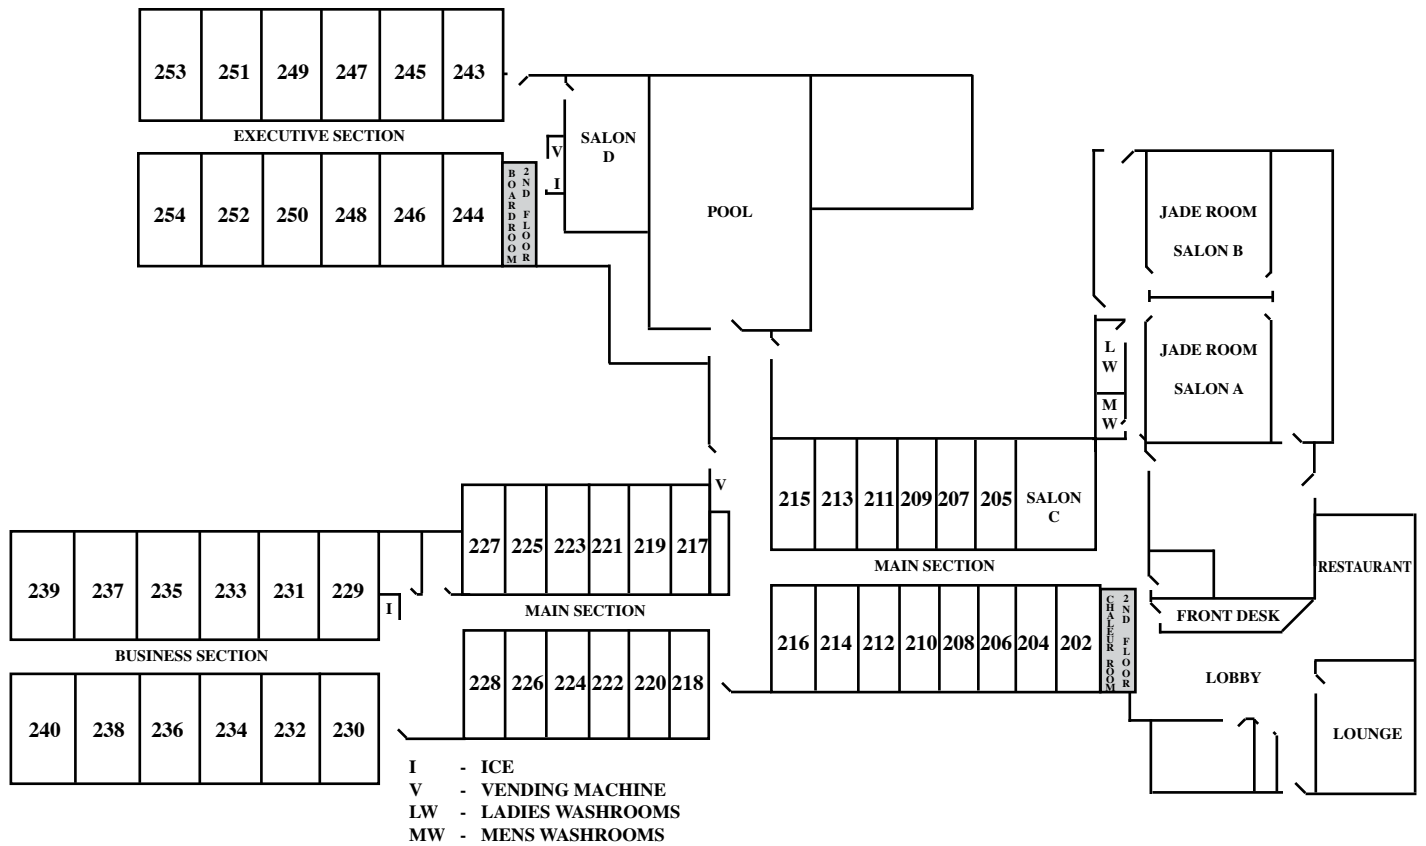 253 251 249 247 245 243
EXECUTIVE SECTION
254 252 250 248 246 244
BOARDROOM
2ND FLOOR
V
I
SALON
D
POOL
JADE ROOM
SALON B
JADE ROOM
SALON A
L
W
M
W
215 213 211 209 207 205
SALON
C
MAIN SECTION
216 214 212 210 208 206 204 202
CHALEUR ROOM
2ND FLOOR
V
227 225 223 221 219 217
MAIN SECTION
228 226 224 222 220 218
239 237 235 233 231 229
I
BUSINESS SECTION
240 238 236 234 232 230
RESTAURANT
FRONT DESK
LOBBY
LOUNGE
I - ICE
V - VENDING MACHINE
LW - LADIES WASHROOMS
MW - MENS WASHROOMS